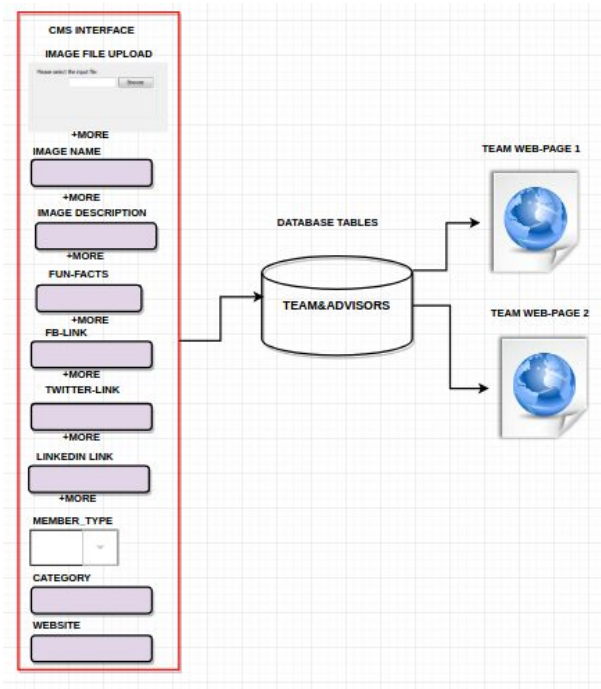 CMS INTERFACE
IMAGE FILE UPLOAD
Please select the input file
Browse
+MORE
IMAGE NAME
+MORE
IMAGE DESCRIPTION
+MORE
FUN-FACTS
+MORE
FB-LINK
+MORE
TWITTER-LINK
+MORE
LINKEDIN LINK
+MORE
MEMBER_TYPE
CATEGORY
WEBSITE
DATABASE TABLES
TEAM&ADVISORS
TEAM WEB-PAGE 1
TEAM WEB-PAGE 2